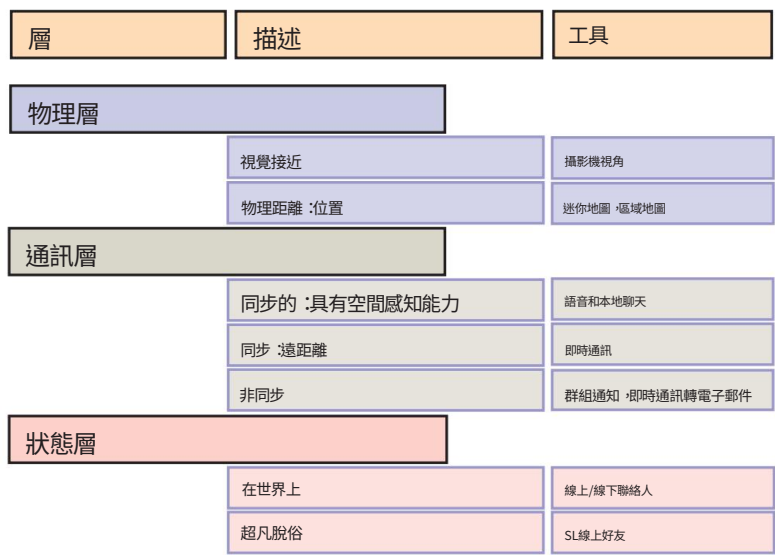 層 描述 工具
物理層
視覺接近 攝影機視角
物理距離:位置 迷你地圖,區域地圖
通訊層
同步的:具有空間感知能力 語音和本地聊天
同步:遠距離 即時通訊
非同步 群組通知,即時通訊轉電子郵件
狀態層
在世界上 線上/線下聯絡人
超凡脫俗 SL線上好友